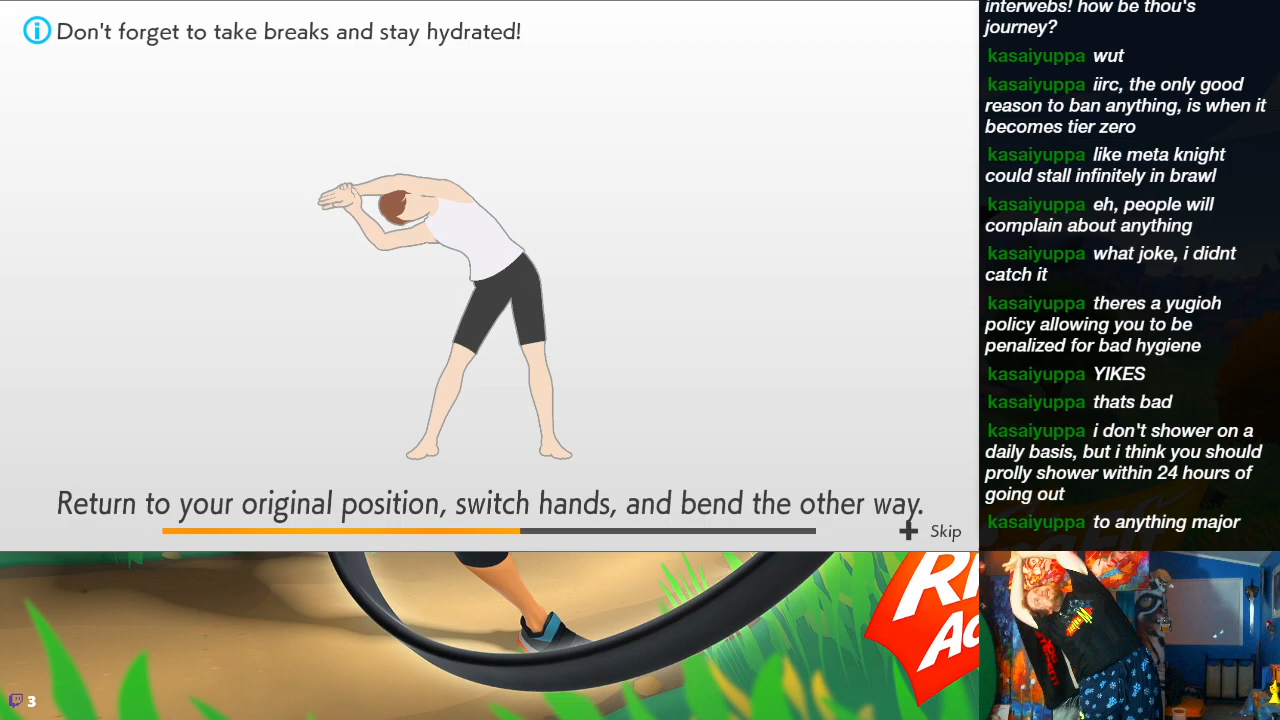 Don't forget to take breaks and stay hydrated!
Return to your original position, switch hands, and bend the other way.
Skip
3
interwebs! how be thou's
journey?
kasaiyuppa wut
kasaiyuppa iirc, the only good
reason to ban anything, is when it
becomes tier zero
kasaiyuppa like meta knight
could stall infinitely in brawl
kasaiyuppa eh, people will
complain about anything
kasaiyuppa what joke, i didnt
catch it
kasaiyuppa theres a yugioh
policy allowing you to be
penalized for bad hygiene
kasaiyuppa YIKES
kasaiyuppa thats bad
kasaiyuppa i don't shower on a
daily basis, but i think you should
prolly shower within 24 hours of
going out
kasaiyuppa to anything major